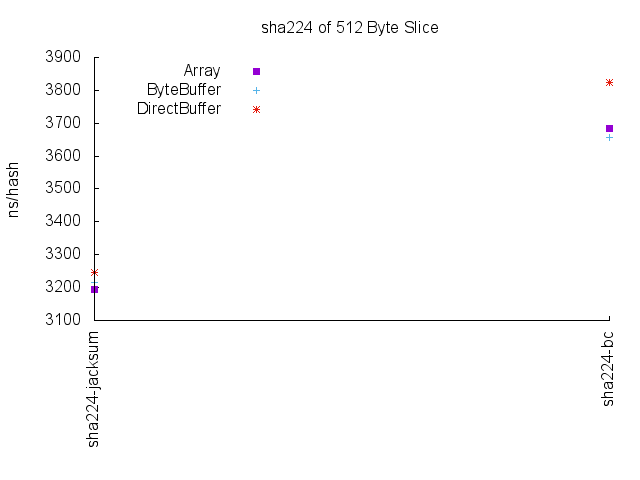 sha224 of 512 Byte Slice
3900
3800
3700
3600
3500
3400
3300
3200
3100
ns/hash
Array
ByteBuffer
DirectBuffer
sha224-jacksum
sha224-bc